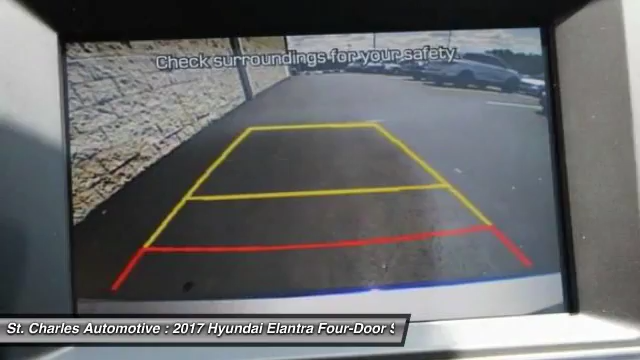 Check surroundings for your safety.
St. Charles Automotive : 2017 Hyundai Elantra Four-Door S